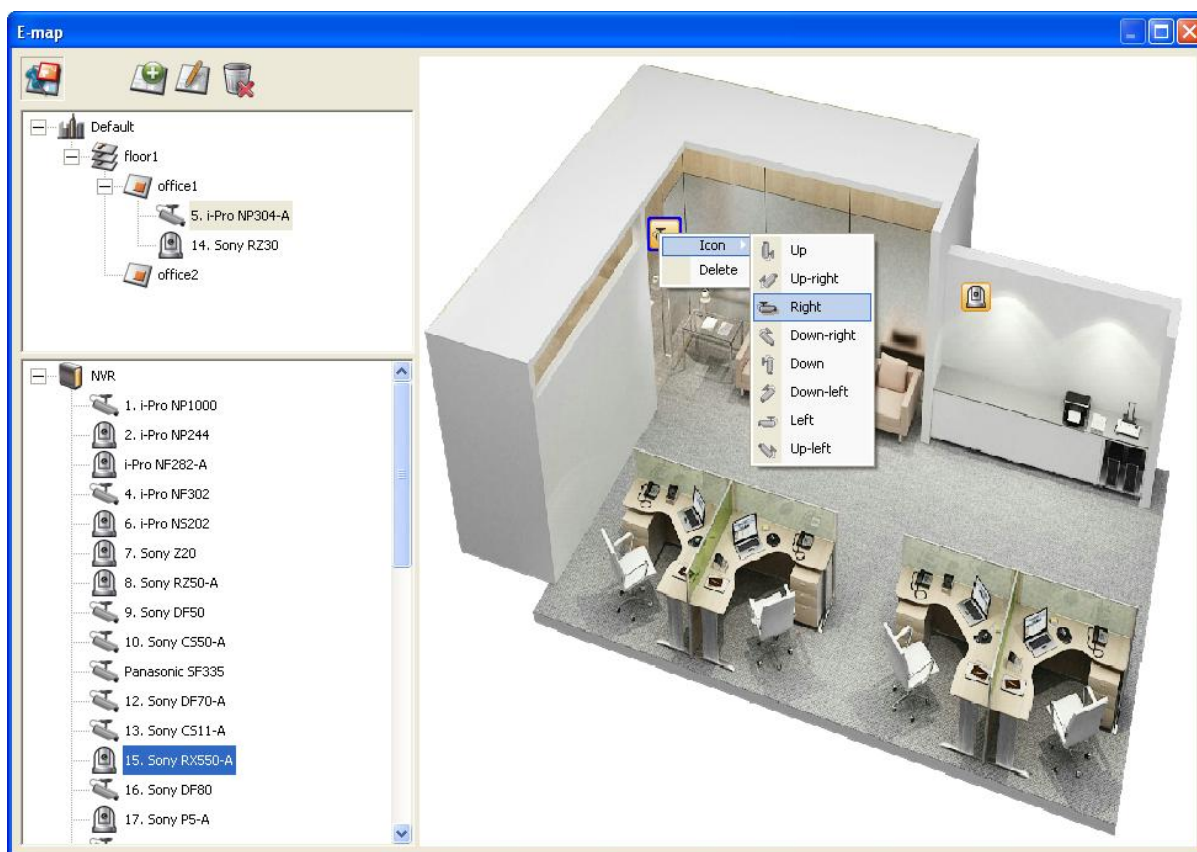 E-map
Default
floor1
office1
5. i-Pro NP304-A
14. Sony RZ30
office2
NVR
1. i-Pro NP1000
2. i-Pro NP244
i-Pro NF282-A
4. i-Pro NF302
6. i-Pro NS202
7. Sony Z20
8. Sony RZ50-A
9. Sony DF50
10. Sony CS50-A
Panasonic SF335
12. Sony DF70-A
13. Sony CS11-A
15. Sony RX550-A
16. Sony DF80
17. Sony P5-A
Icon
Delete
Up
Up-right
Right
Down-right
Down
Down-left
Left
Up-left